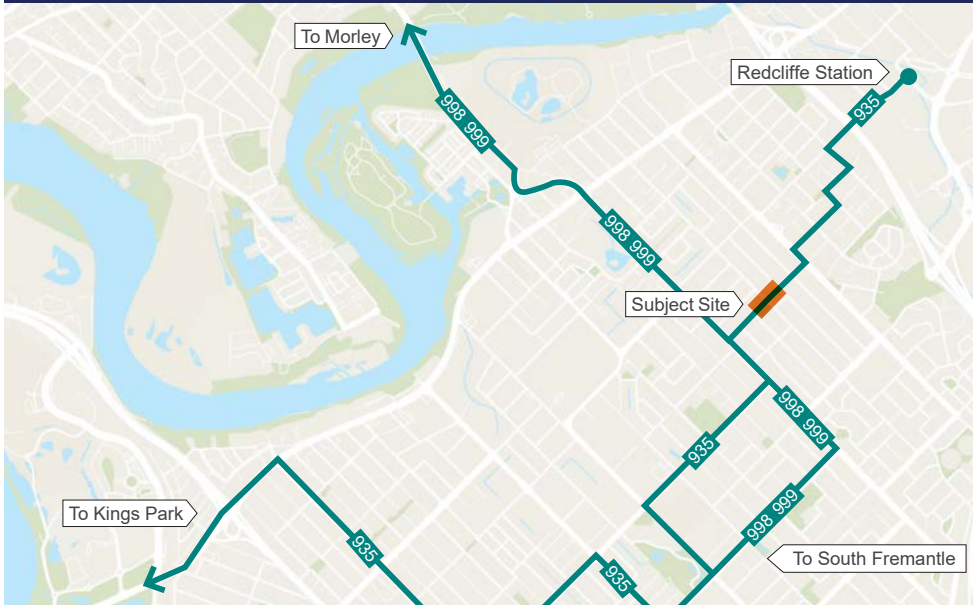 To Morley
Redcliffe Station
935
998 999
998 999
Subject Site
998 999
935
998 999
To Kings Park
935
To South Fremantle
935